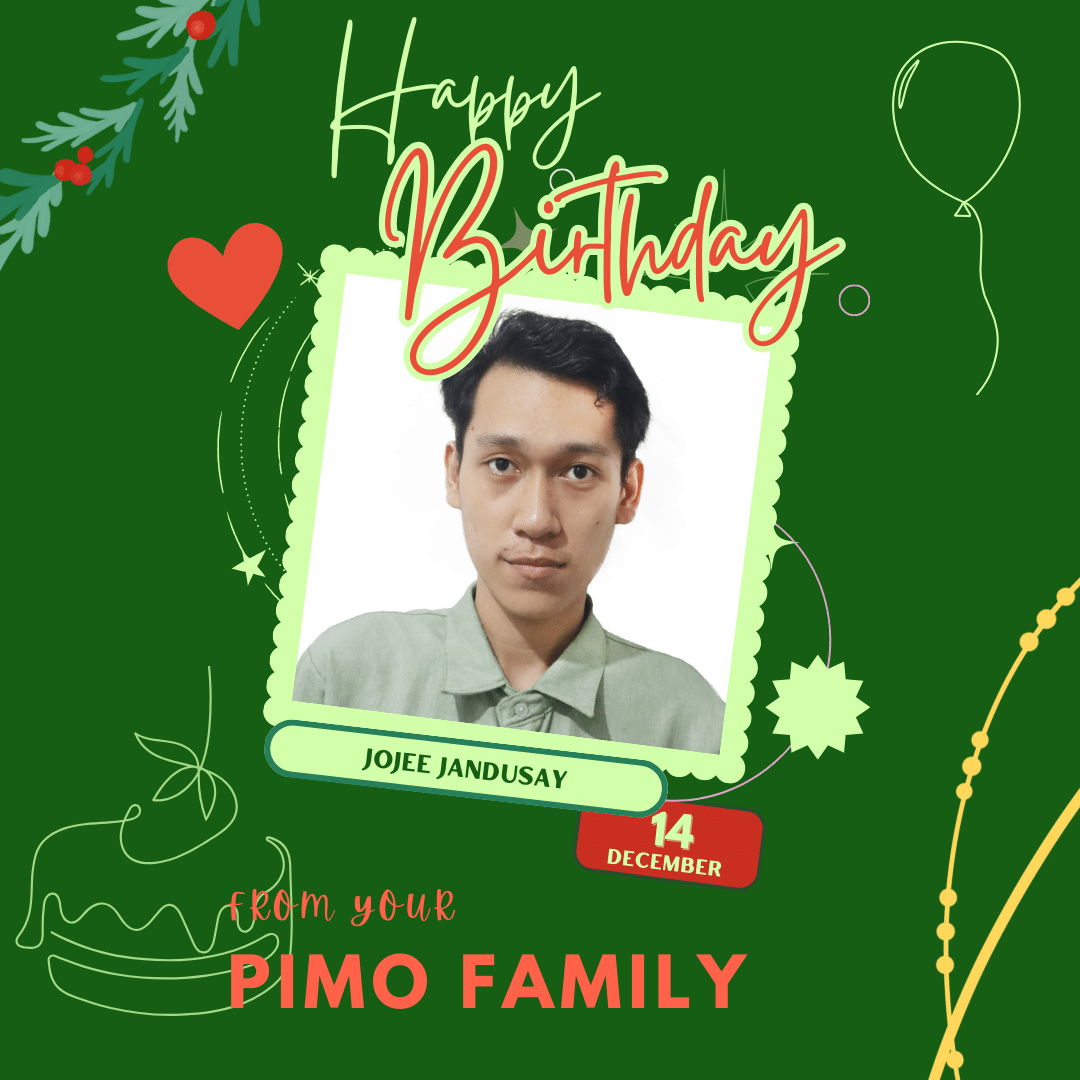 Happy
Birthday
JOJEE JANDUSAY
14
DECEMBER
FROM YOUR
PIMO FAMILY